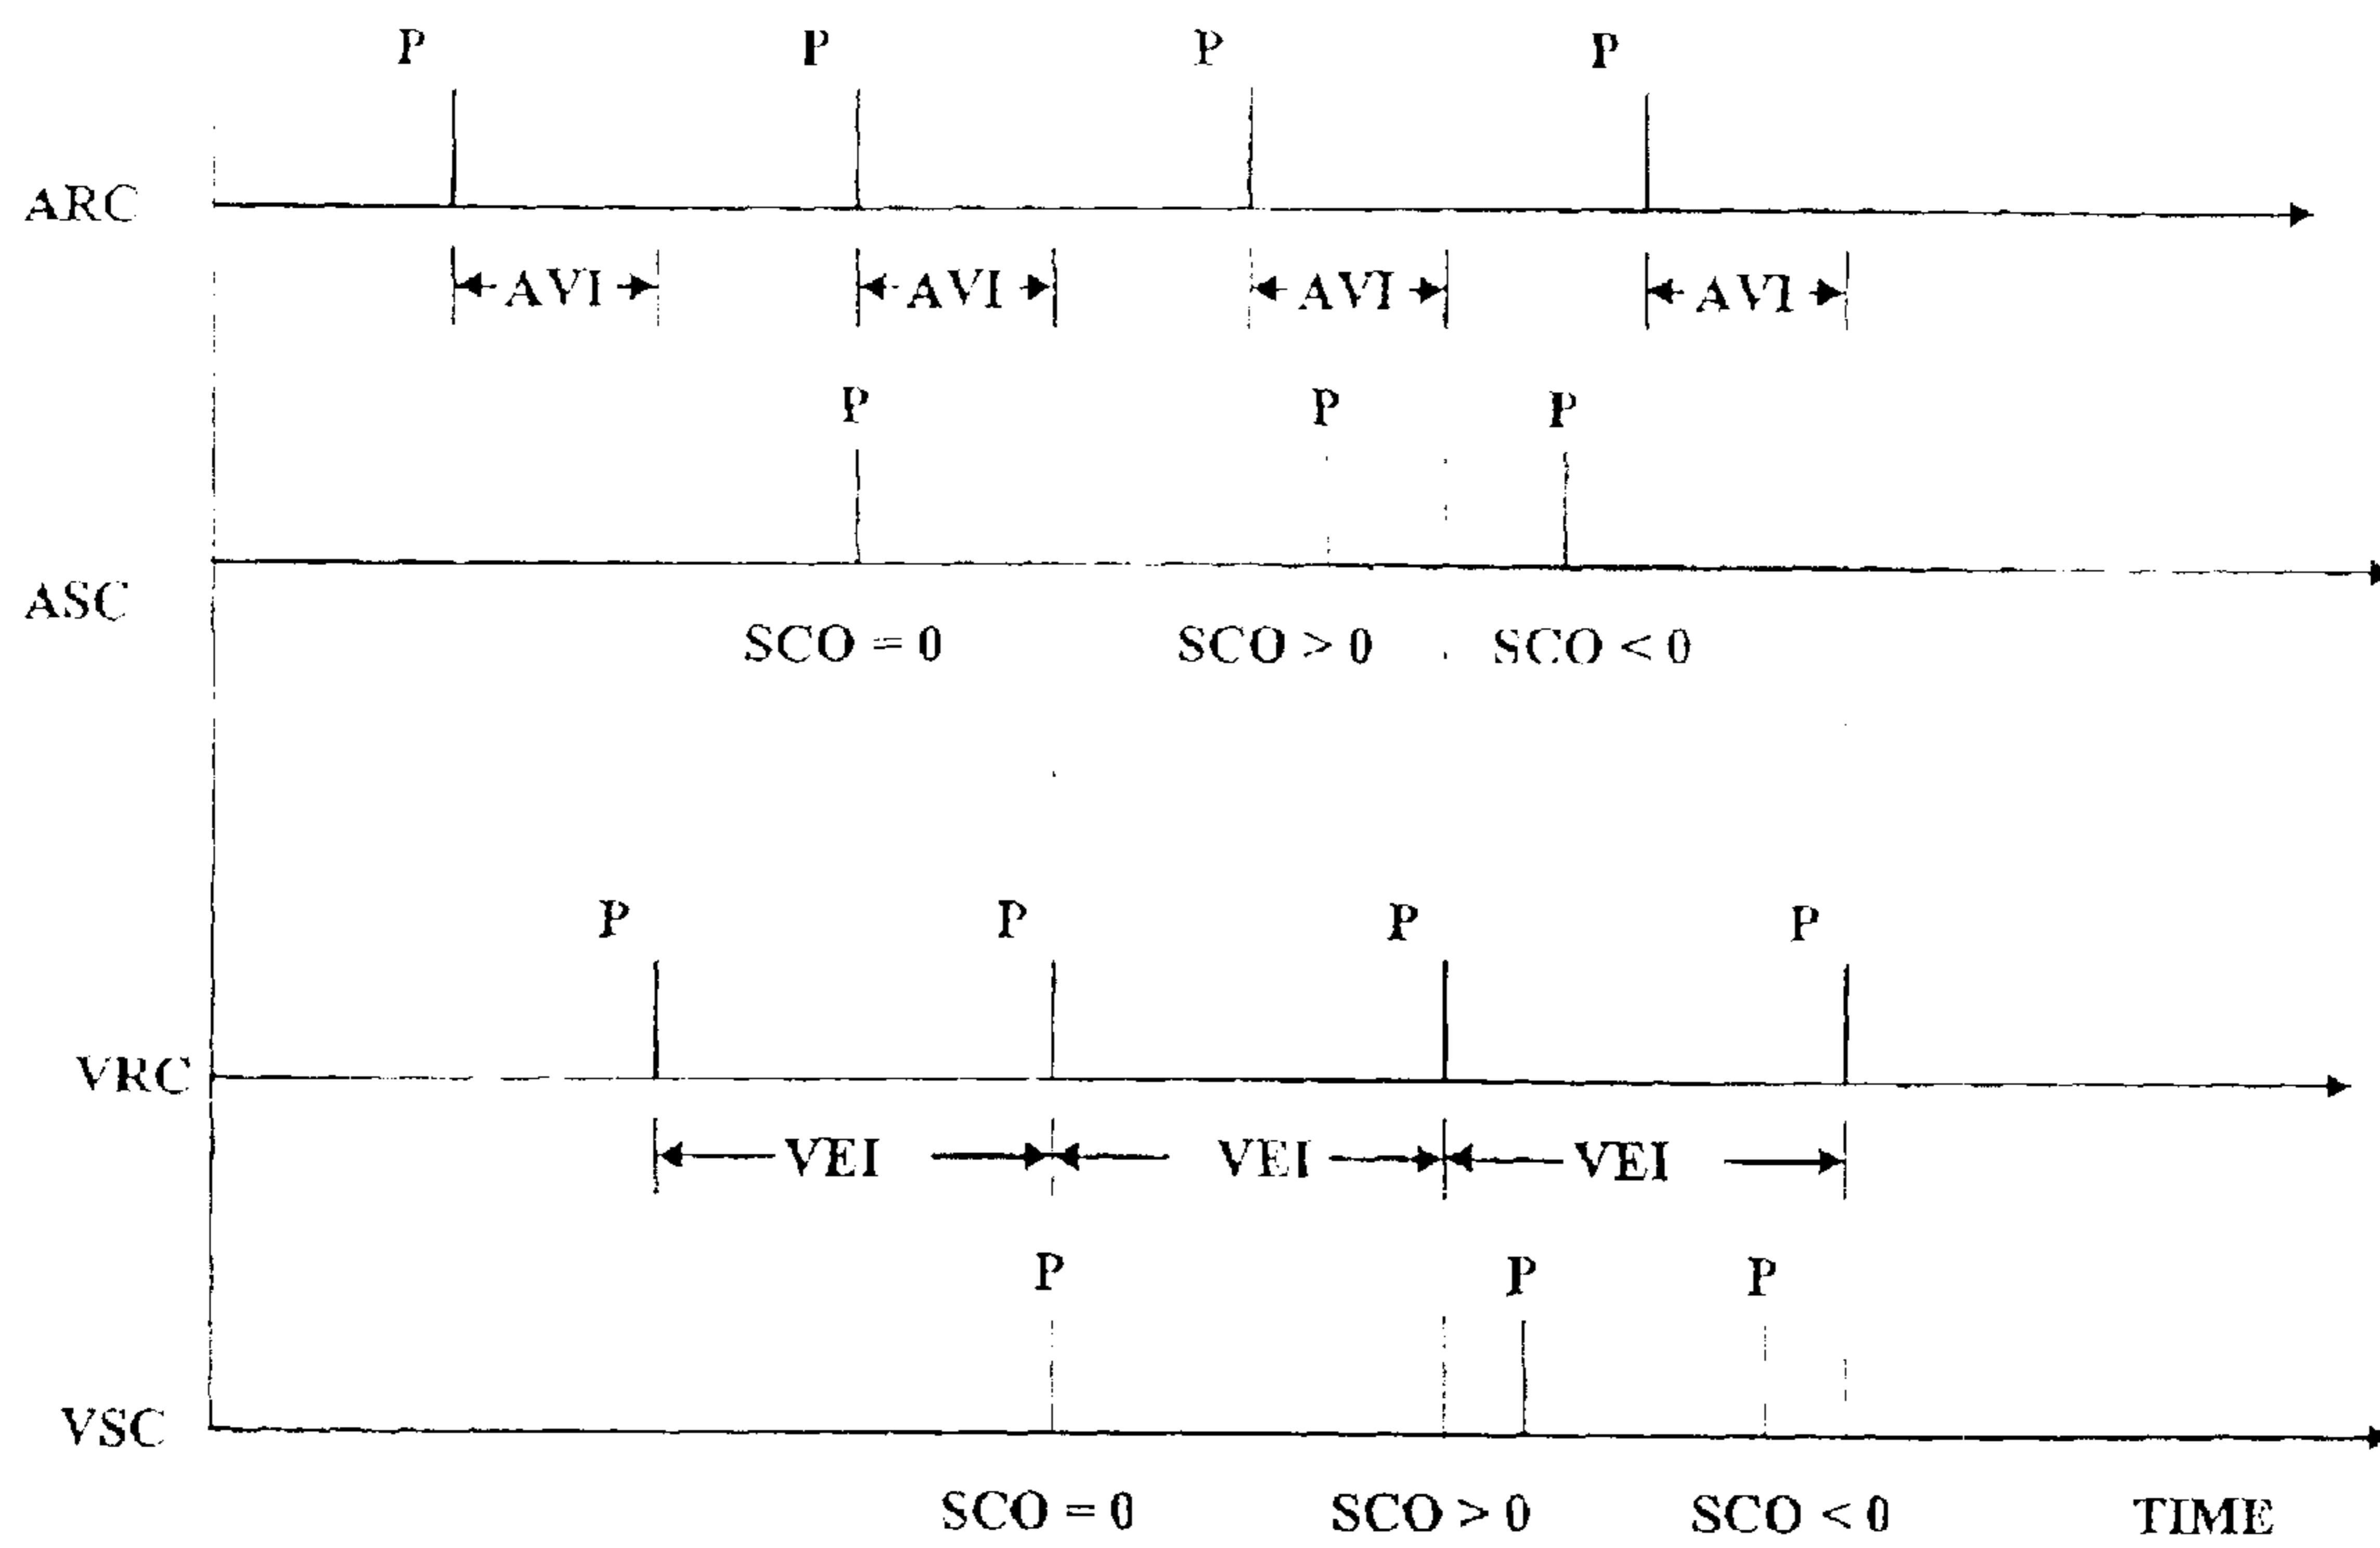 P P P P
ARC
AVI AVI AVI AVI
P P P
ASC
SCO = 0 SCO > 0 SCO < 0
P P P P
VRC
VEI VEI VEI
P P P
VSC
SCO = 0 SCO > 0 SCO < 0 TIME